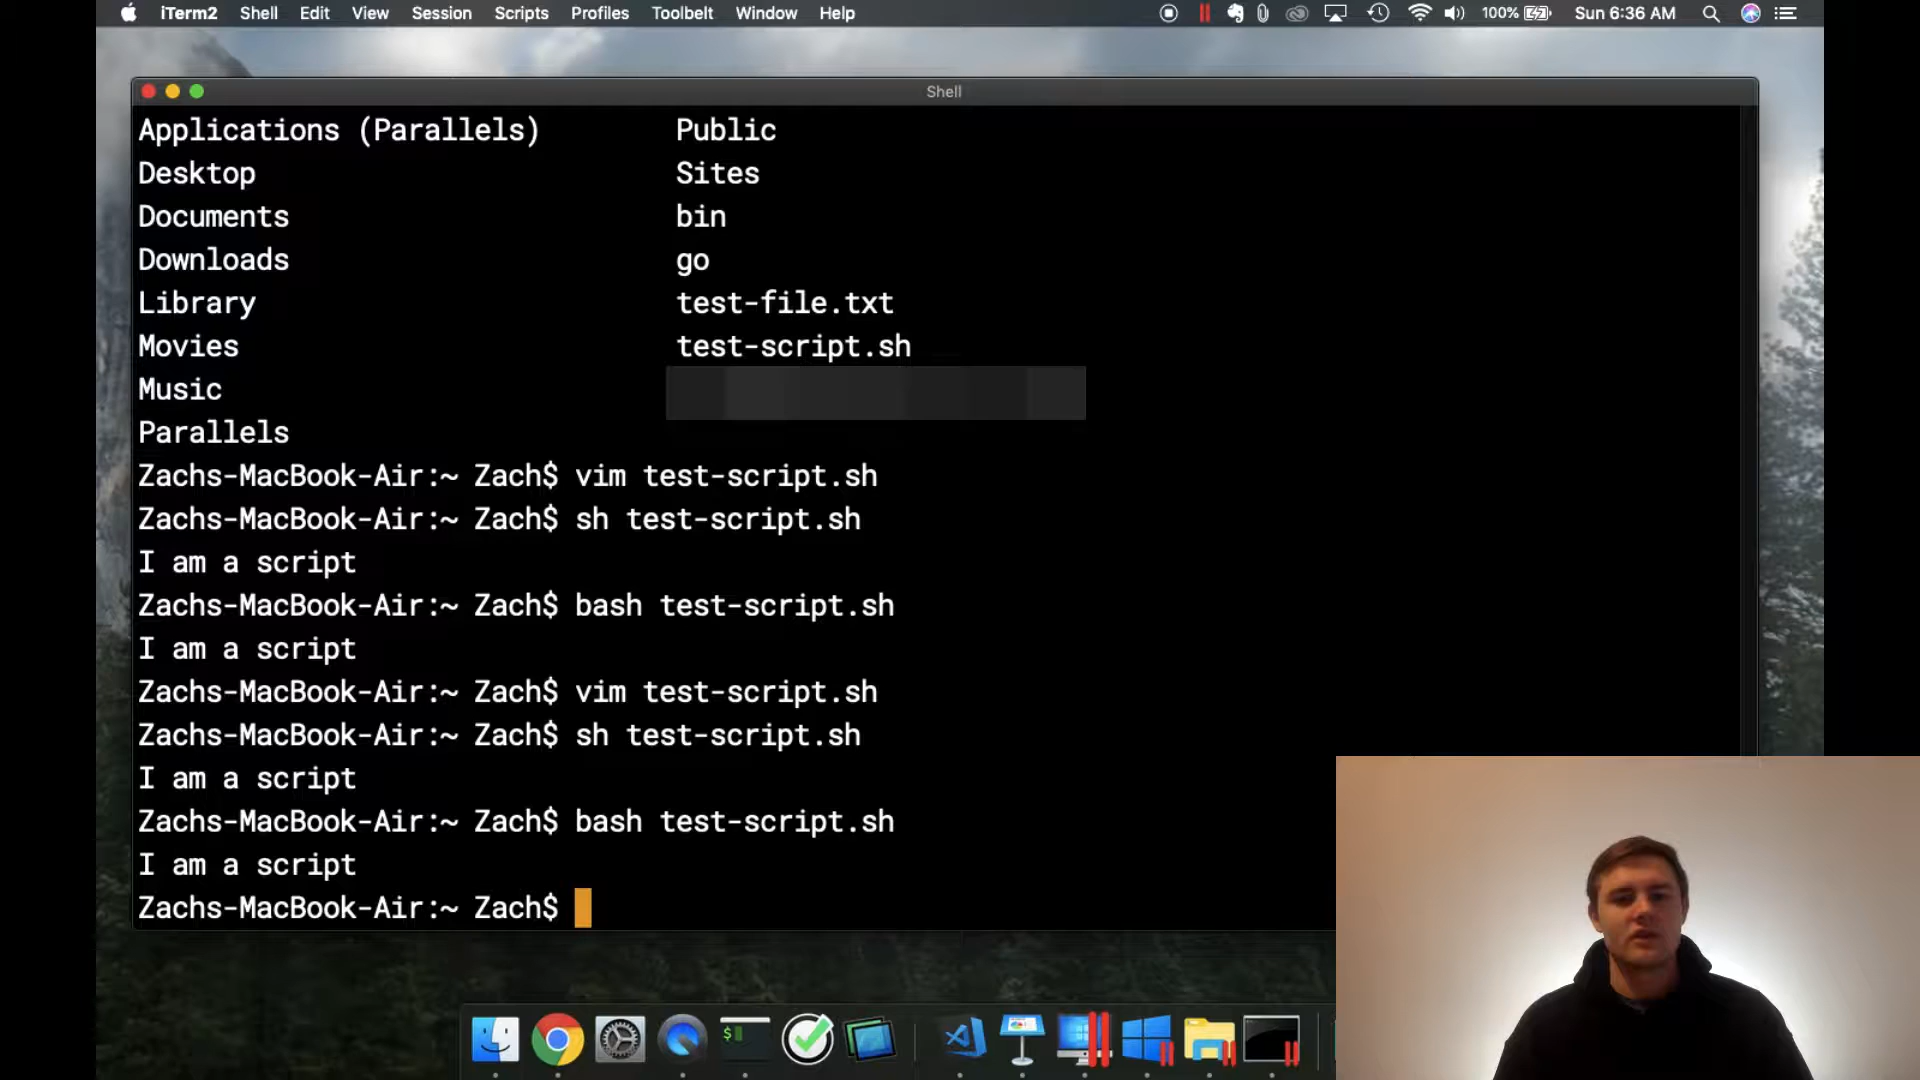 iTerm2 Shell Edit View Session Scripts Profiles Toolbelt Window Help 100% Sun 6:36 AM
Shell
Applications (Parallels) Public
Desktop Sites
Documents bin
Downloads go
Library test-file.txt
Movies test-script.sh
Music
Parallels
Zachs-MacBook-Air:~ Zach$ vim test-script.sh
Zachs-MacBook-Air:~ Zach$ sh test-script.sh
I am a script
Zachs-MacBook-Air:~ Zach$ bash test-script.sh
I am a script
Zachs-MacBook-Air:~ Zach$ vim test-script.sh
Zachs-MacBook-Air:~ Zach$ sh test-script.sh
I am a script
Zachs-MacBook-Air:~ Zach$ bash test-script.sh
I am a script
Zachs-MacBook-Air:~ Zach$
$